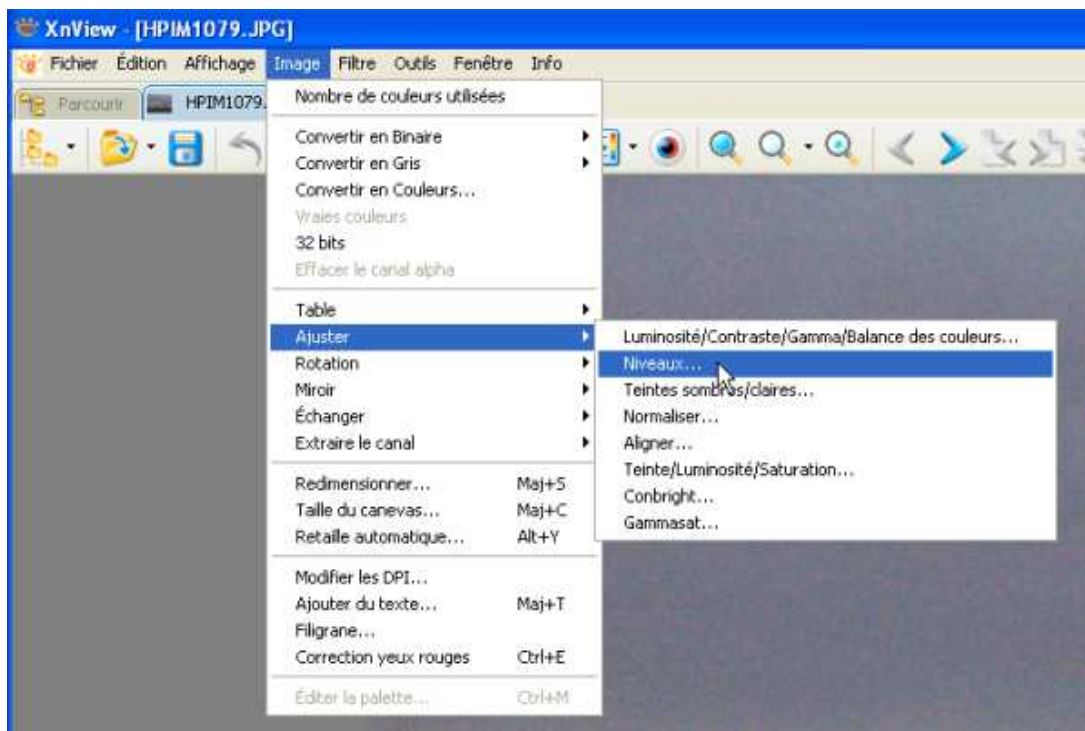 XnView - [HPIM1079.JPG]
Fichier Édition Affichage Image Filtre Outils Fenêtre Info
Parcourir HPIM1079.
Nombre de couleurs utilisées
Convertir en Binaire
Convertir en Gris
Convertir en Couleurs...
Vraies couleurs
32 bits
Effacer le canal alpha
Table
Ajuster
Rotation
Miroir
Échanger
Extraire le canal
Redimensionner... Maj+S
Taille du canevas... Maj+C
Retaille automatique... Alt+Y
Modifier les DPI...
Ajouter du texte... Maj+T
Filigrane...
Correction yeux rouges Ctrl+E
Éditer la palette... Ctrl+M
Luminosité/Contraste/Gamma/Balance des couleurs...
Niveaux...
Teintes sombres/claires...
Normaliser...
Aligner...
Teinte/Luminosité/Saturation...
Conbright...
Gammasat...